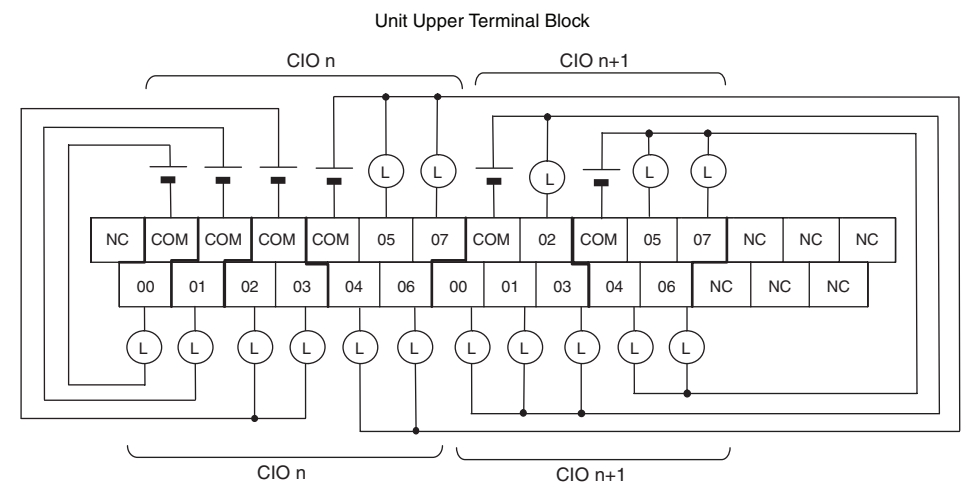 Unit Upper Terminal Block
CIO n CIO n+1
L L L L L
NC COM COM COM COM 05 07 COM 02 COM 05 07 NC NC NC
00 01 02 03 04 06 00 01 03 04 06 NC NC NC
L L L L L L L L L L L
CIO n CIO n+1